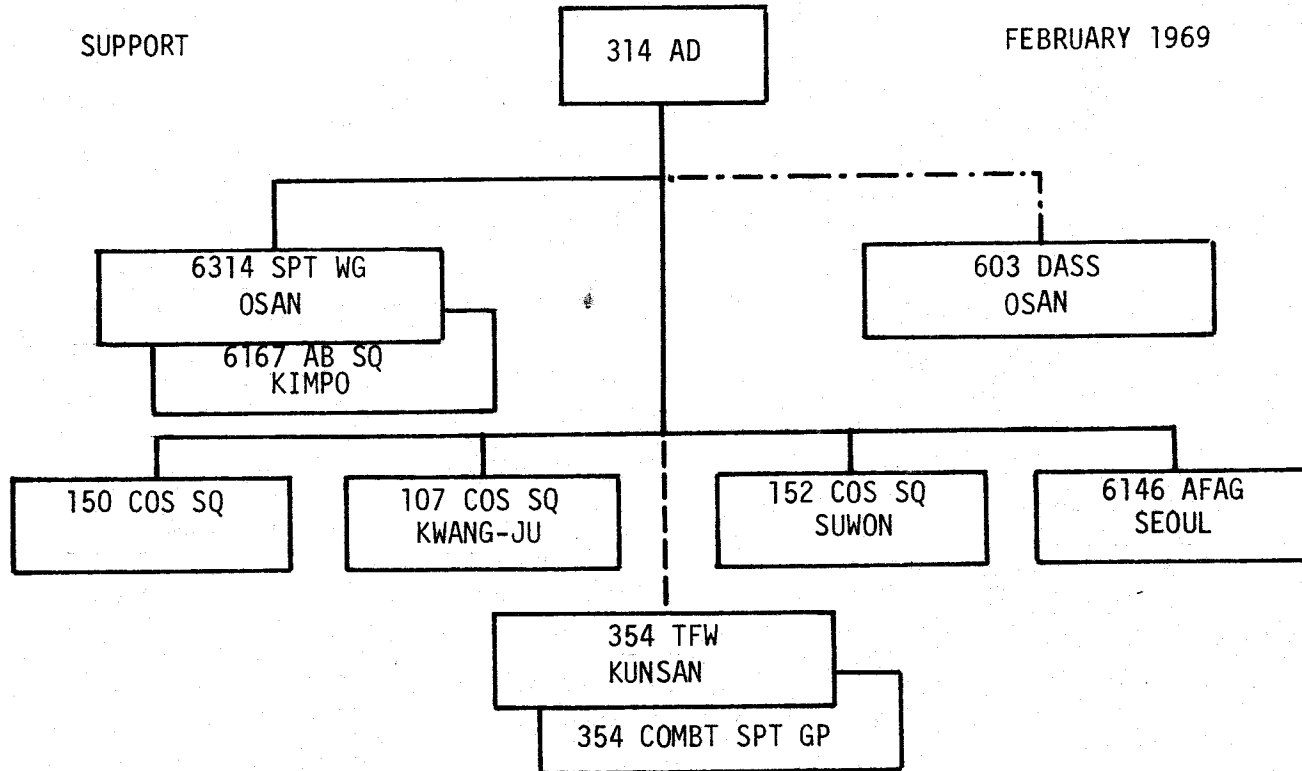 SUPPORT
314 AD
FEBRUARY 1969
6314 SPT WG
OSAN
603 DASS
OSAN
6167 AB SQ
KIMPO
150 COS SQ
107 COS SQ
KWANG-JU
152 COS SQ
SUWON
6146 AFAG
SEOUL
354 TFW
KUNSAN
354 COMBT SPT GP